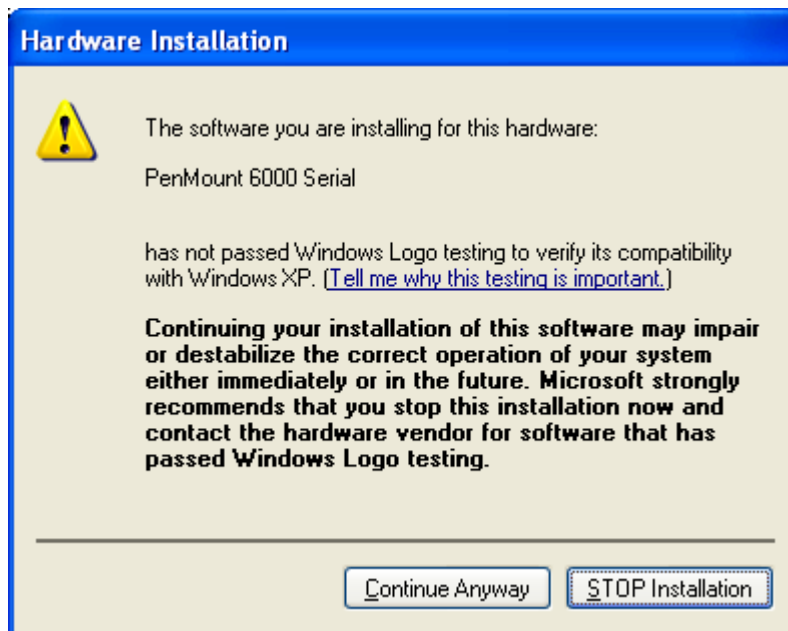 Hardware Installation
The software you are installing for this hardware:
PenMount 6000 Serial
has not passed Windows Logo testing to verify its compatibility
with Windows XP. (Tell me why this testing is important.)
Continuing your installation of this software may impair
or destabilize the correct operation of your system
either immediately or in the future. Microsoft strongly
recommends that you stop this installation now and
contact the hardware vendor for software that has
passed Windows Logo testing.
Continue Anyway STOP Installation